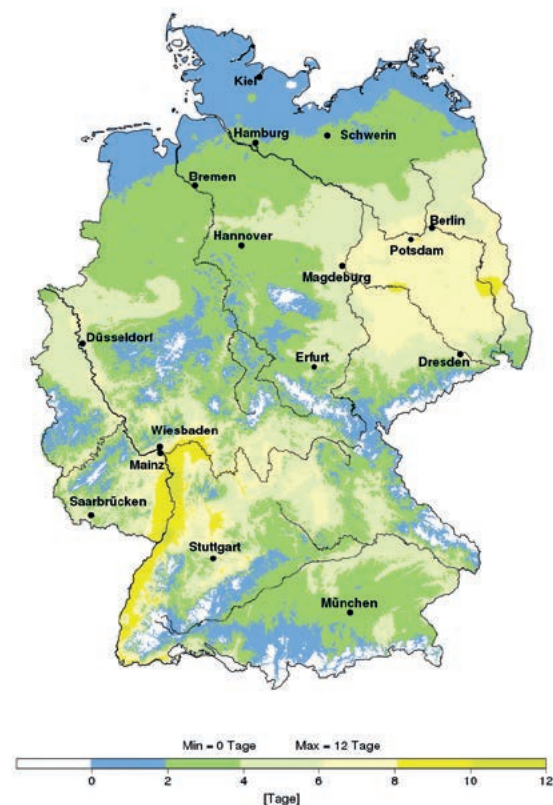 Kiel
Hamburg
Schwerin
Bremen
Berlin
Hannover
Potsdam
Magdeburg
Düsseldorf
Erfurt
Dresden
Wiesbaden
Mainz
Saarbrücken
Stuttgart
München
Min = 0 Tage Max = 12 Tage
0 2 4 6 8 10 12
[Tage]